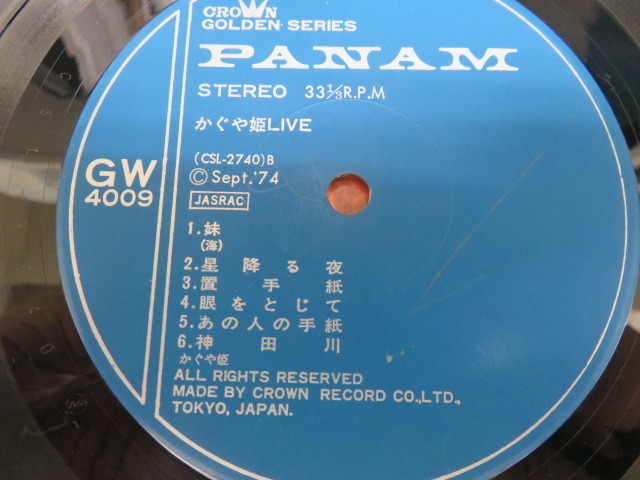 CROWN
GOLDEN SERIES
PANAM
STEREO 33⅓R.P.M
かぐや姫LIVE
(CSL-2740)B
Ⓒ Sept.'74
JASRAC
GW
4009
1.妹
(海)
2.星降る夜
3.置手紙
4.眼をとじて
5.あの人の手紙
6.神田川
かぐや姫
ALL RIGHTS RESERVED
MADE BY CROWN RECORD CO.,LTD.,
TOKYO, JAPAN.